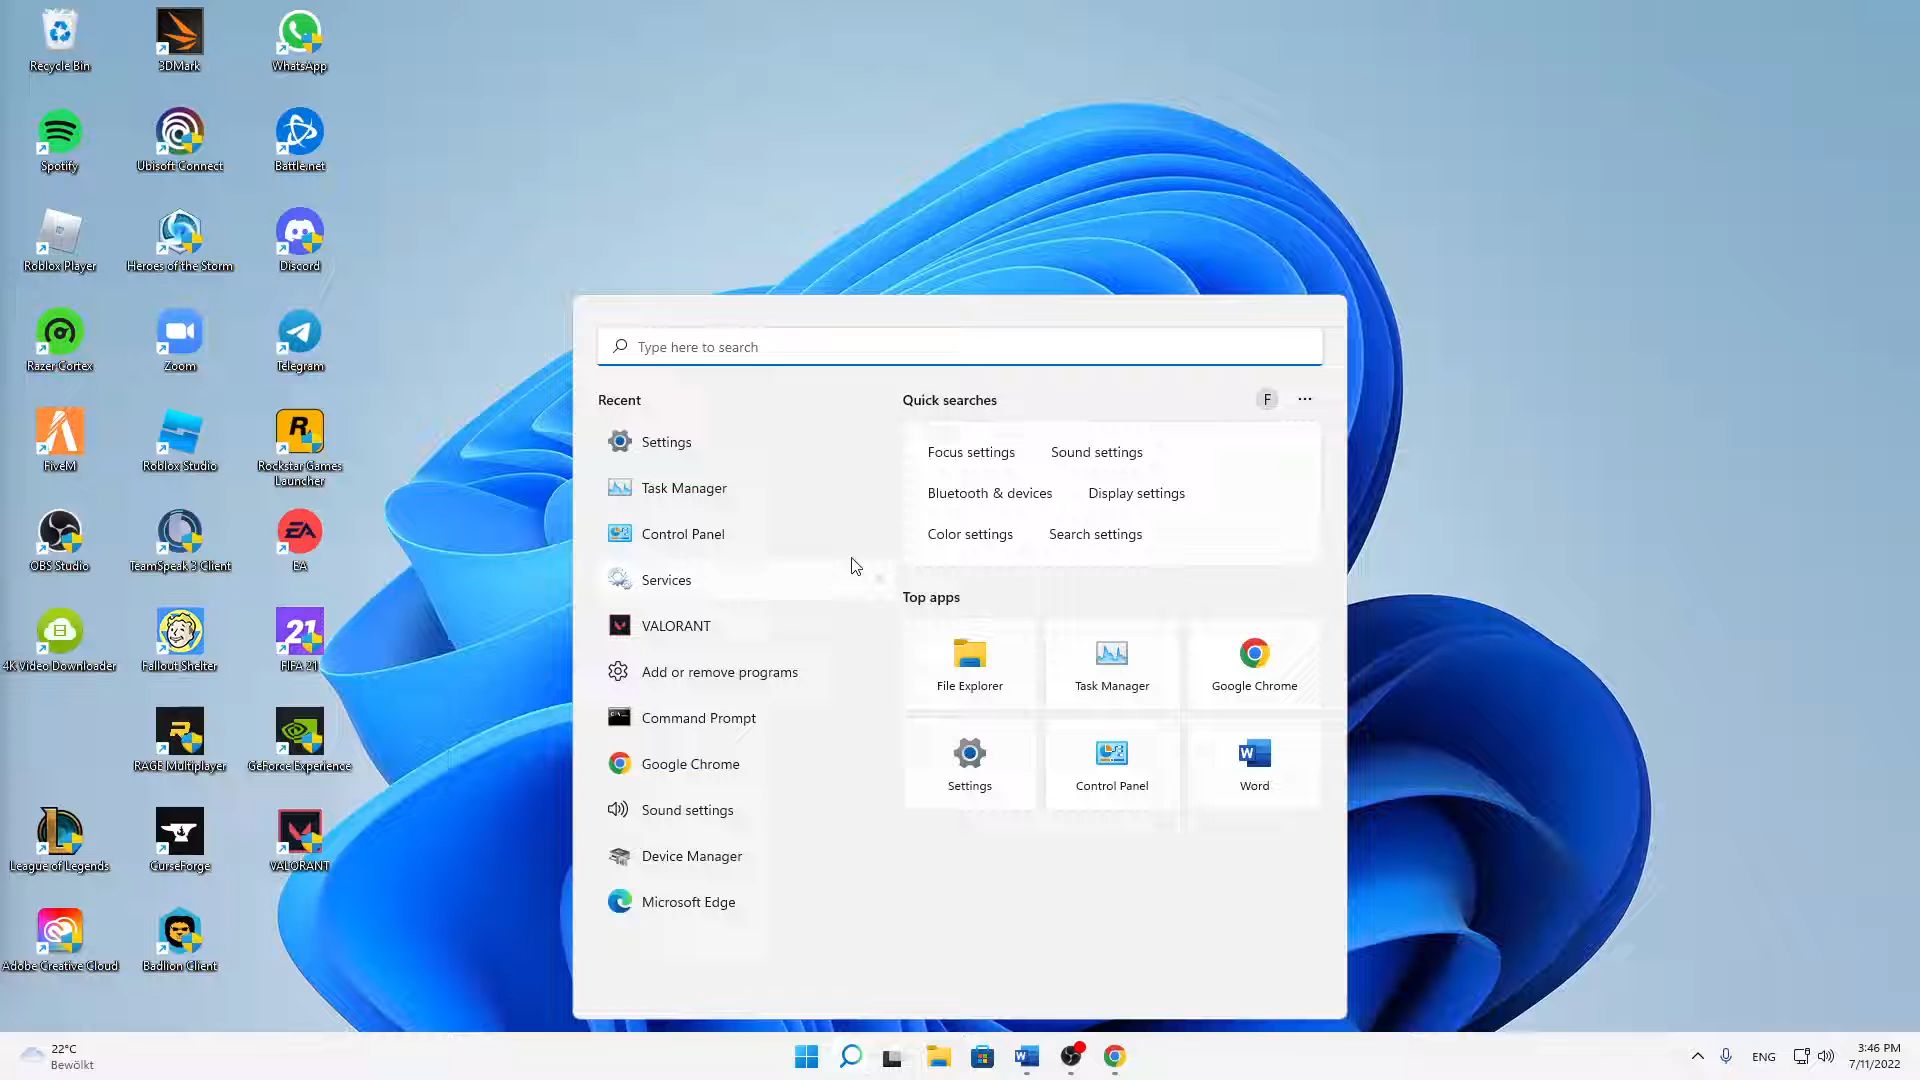 Recycle Bin
3DMark
WhatsApp
Spotify
Ubisoft Connect
Battle.net
Roblox Player
Heroes of the Storm
Discord
Razer Cortex
Zoom
Telegram
FiveM
Roblox Studio
Rockstar Games
Launcher
OBS Studio
TeamSpeak 3 Client
EA
4K Video Downloader
Fallout Shelter
FIFA 21
RAGE Multiplayer
GeForce Experience
League of Legends
CurseForge
VALORANT
Adobe Creative Cloud
Badlion Client
Type here to search
Recent
Settings
Task Manager
Control Panel
Services
VALORANT
Add or remove programs
Command Prompt
Google Chrome
Sound settings
Device Manager
Microsoft Edge
Quick searches
F
Focus settings
Sound settings
Bluetooth & devices
Display settings
Color settings
Search settings
Top apps
File Explorer
Task Manager
Google Chrome
Settings
Control Panel
Word
22°C
Bewölkt
ENG
3:46 PM
7/11/2022